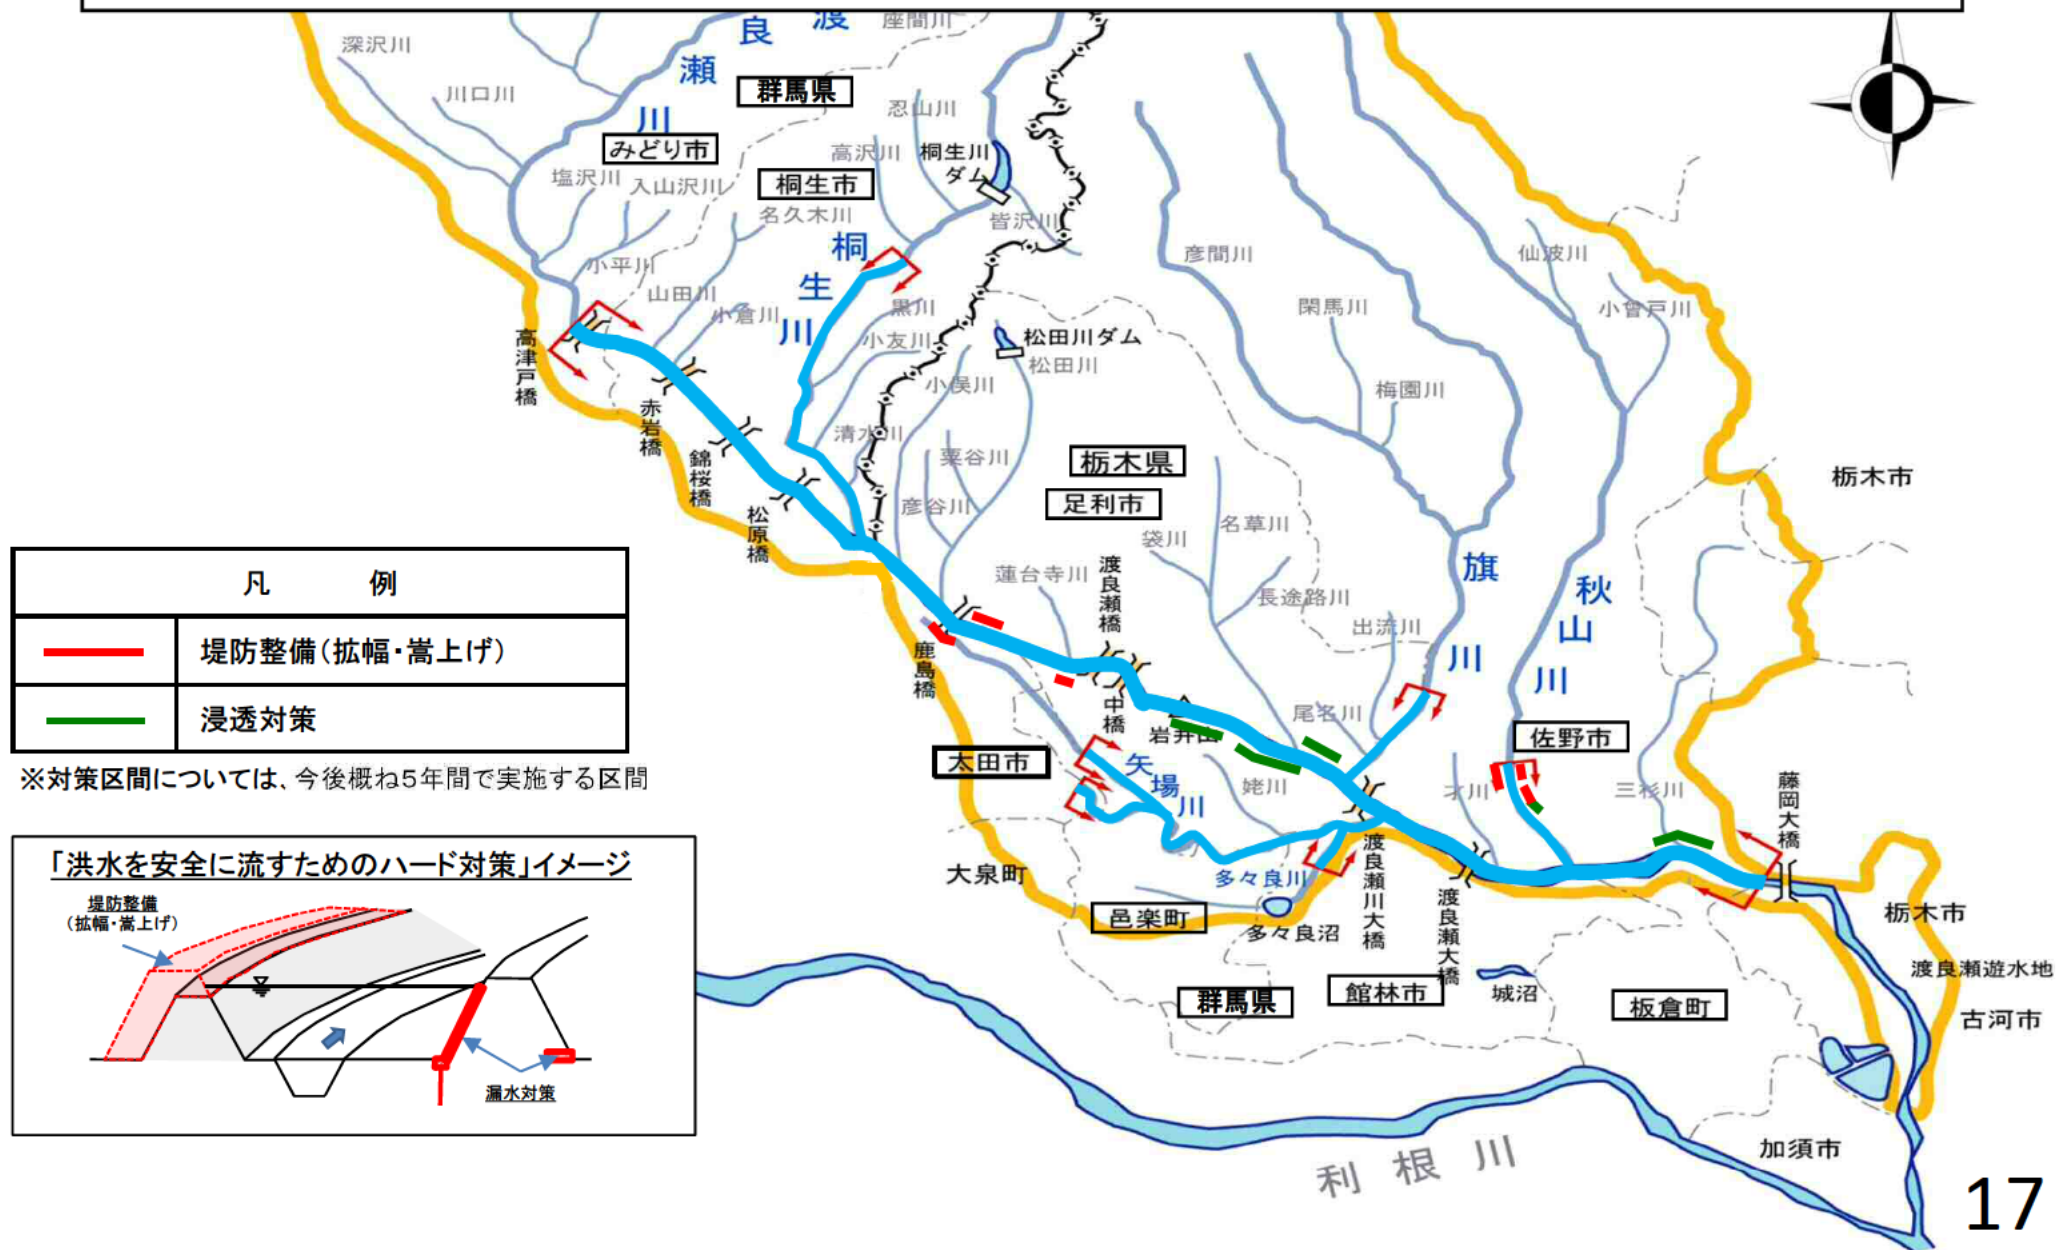 渡
良
瀬
川
座間川
深沢川
川口川
群馬県
忍山川
みどり市
高沢川
桐生川
ダム
塩沢川
入山沢川
桐生市
名久木川
皆沢川
桐
生
川
小平川
山田川
小倉川
黒川
小友川
彦間川
仙波川
閑馬川
小曾戸川
松田川ダム
松田川
高津戸橋
小俣川
梅園川
赤岩橋
清水川
錦桜橋
粟谷川
栃木県
栃木市
足利市
彦谷川
松原橋
名草川
袋川
渡良瀬橋
蓮台寺川
旗
川
秋
山
川
長途路川
出流川
鹿島橋
中橋
岩井山
尾名川
佐野市
太田市
矢
場
川
姥川
才川
三杉川
藤岡大橋
大泉町
多々良川
渡良瀬川大橋
渡良瀬大橋
邑楽町
多々良沼
栃木市
渡良瀬遊水地
群馬県
館林市
城沼
板倉町
古河市
加須市
利根川
凡 例
堤防整備(拡幅・嵩上げ)
浸透対策
※対策区間については、今後概ね5年間で実施する区間
「洪水を安全に流すためのハード対策」イメージ
堤防整備
(拡幅・嵩上げ)
漏水対策
17